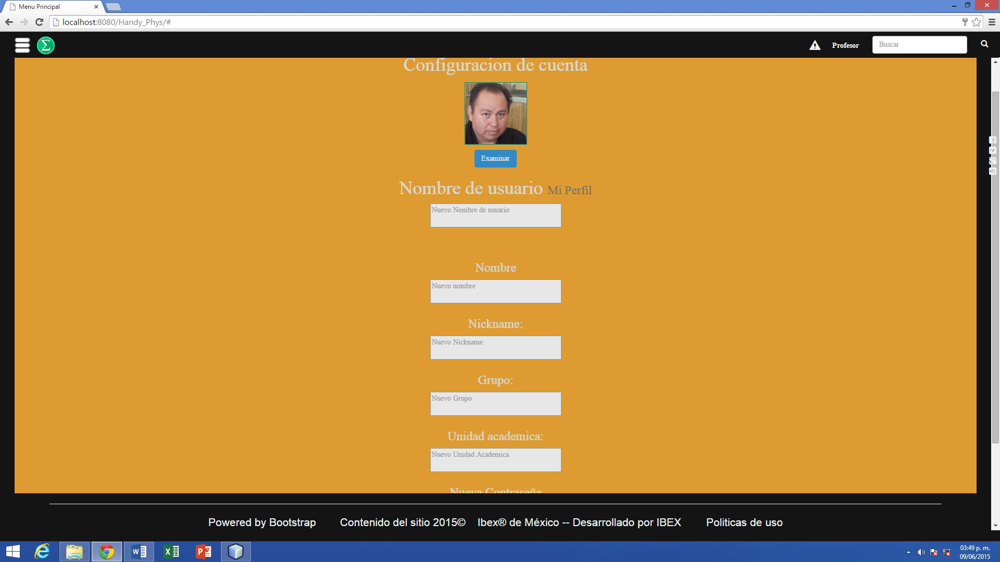 Menu Principal
localhost:8080/Handy_Phys/#
Σ
Profesor
Buscar
Configuracion de cuenta
Examinar
Nombre de usuario Mi Perfil
Nuevo Nombre de usuario
Nombre
Nuevo nombre
Nickname:
Nuevo Nickname
Grupo:
Nuevo Grupo
Unidad academica:
Nuevo Unidad Academica
Nueva Contraseña
Powered by Bootstrap Contenido del sitio 2015© Ibex® de México -- Desarrollado por IBEX Politicas de uso
03:49 p. m.
09/06/2015